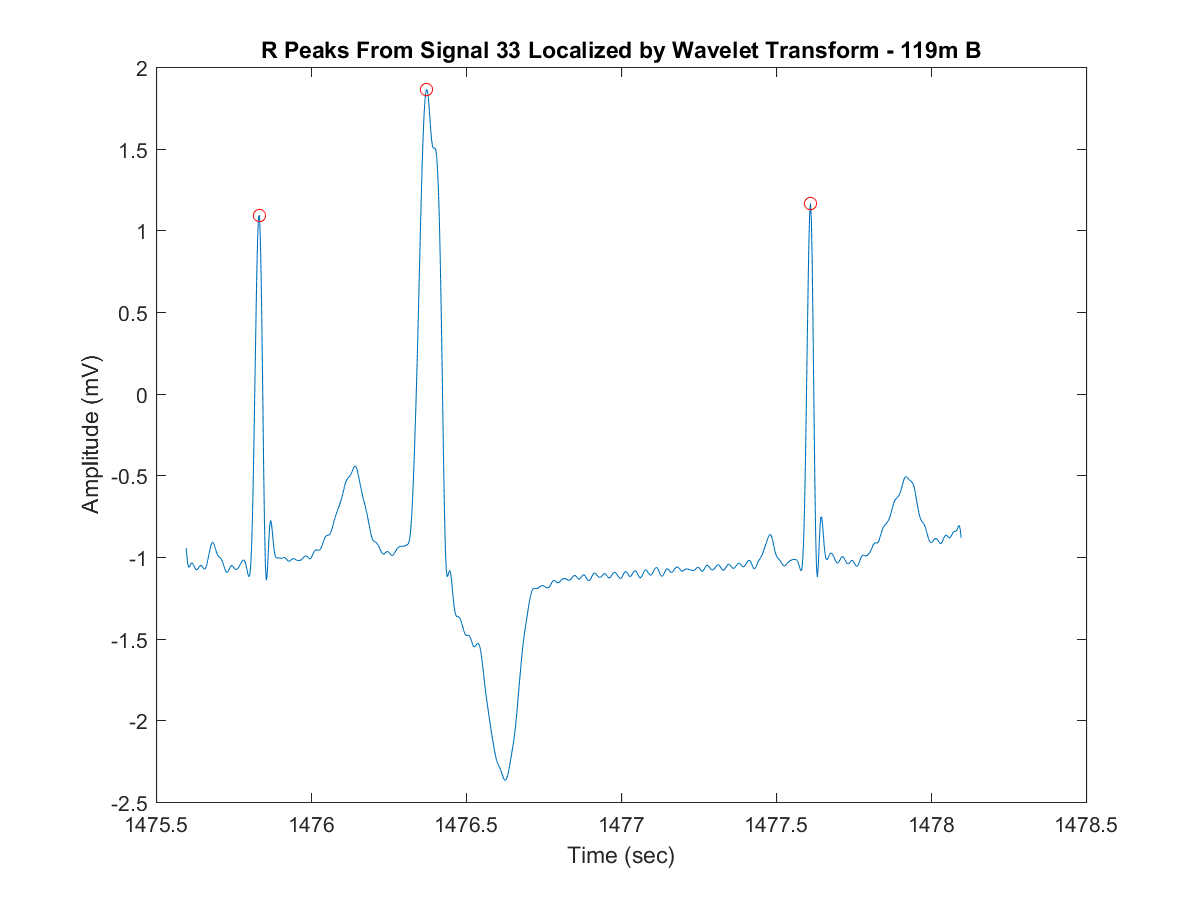 R Peaks From Signal 33 Localized by Wavelet Transform - 119m B
2
1.5
1
0.5
0
-0.5
-1
-1.5
-2
-2.5
Amplitude (mV)
1475.5 1476 1476.5 1477 1477.5 1478 1478.5
Time (sec)